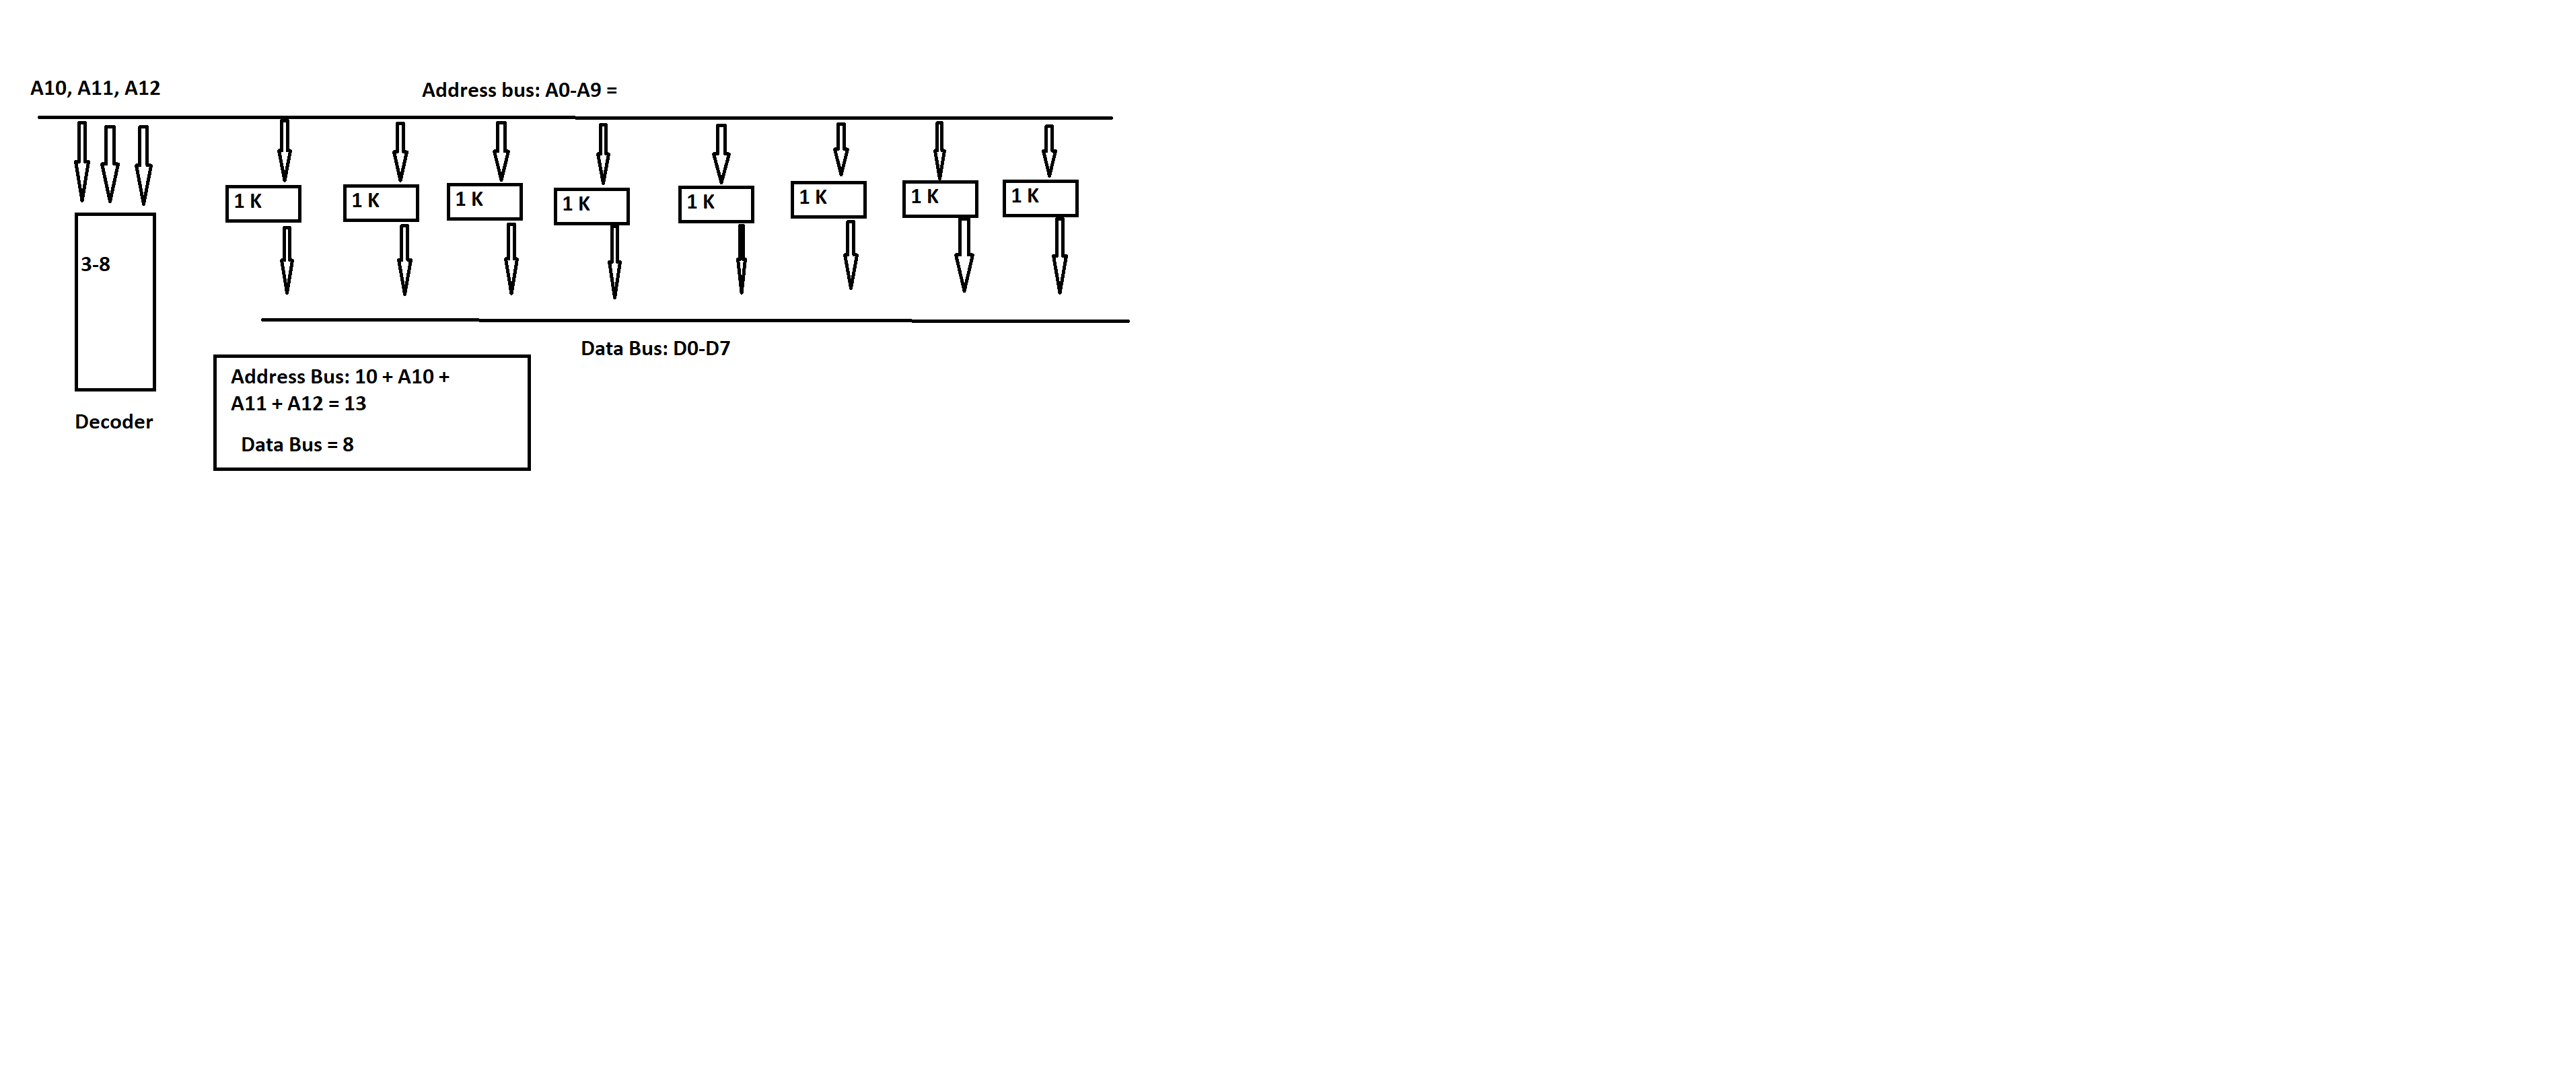 A10, A11, A12
Address bus: A0-A9 =
1 K
1 K
1 K
1 K
1 K
1 K
1 K
1 K
3-8
Decoder
Data Bus: D0-D7
Address Bus: 10 + A10 +
A11 + A12 = 13
Data Bus = 8